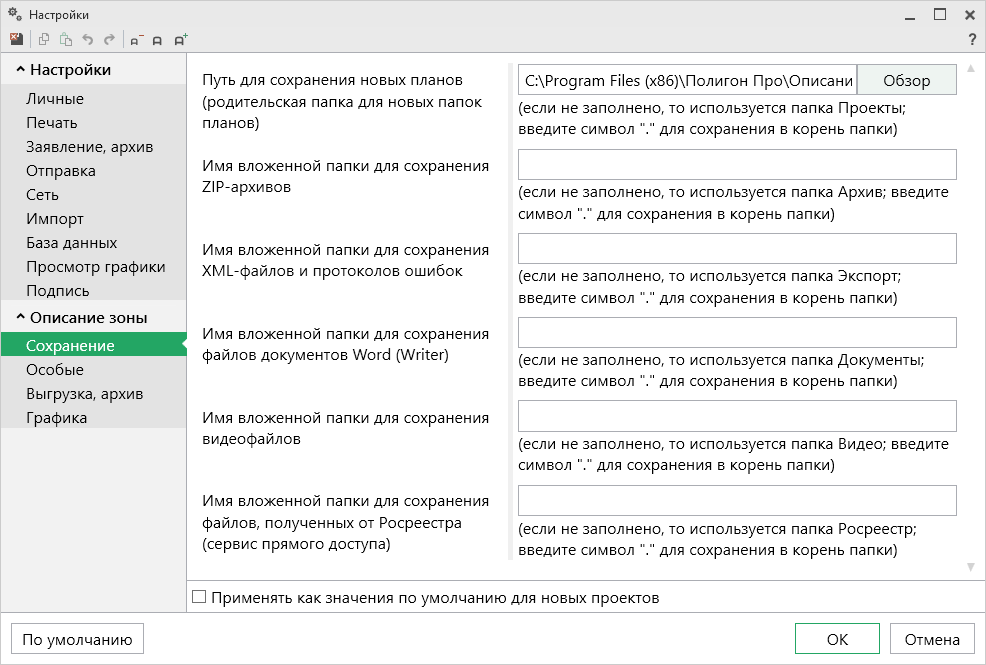 Настройки
?
Настройки
Личные
Печать
Заявление, архив
Отправка
Сеть
Импорт
База данных
Просмотр графики
Подпись
Описание зоны
Сохранение
Особые
Выгрузка, архив
Графика
Путь для сохранения новых планов
(родительская папка для новых папок
планов)
C:\Program Files (x86)\Полигон Про\Описани
Обзор
(если не заполнено, то используется папка Проекты;
введите символ "." для сохранения в корень папки)
Имя вложенной папки для сохранения
ZIP-архивов
(если не заполнено, то используется папка Архив; введите
символ "." для сохранения в корень папки)
Имя вложенной папки для сохранения
XML-файлов и протоколов ошибок
(если не заполнено, то используется папка Экспорт;
введите символ "." для сохранения в корень папки)
Имя вложенной папки для сохранения
файлов документов Word (Writer)
(если не заполнено, то используется папка Документы;
введите символ "." для сохранения в корень папки)
Имя вложенной папки для сохранения
видеофайлов
(если не заполнено, то используется папка Видео; введите
символ "." для сохранения в корень папки)
Имя вложенной папки для сохранения
файлов, полученных от Росреестра
(сервис прямого доступа)
(если не заполнено, то используется папка Росреестр;
введите символ "." для сохранения в корень папки)
Применять как значения по умолчанию для новых проектов
По умолчанию
ОК
Отмена